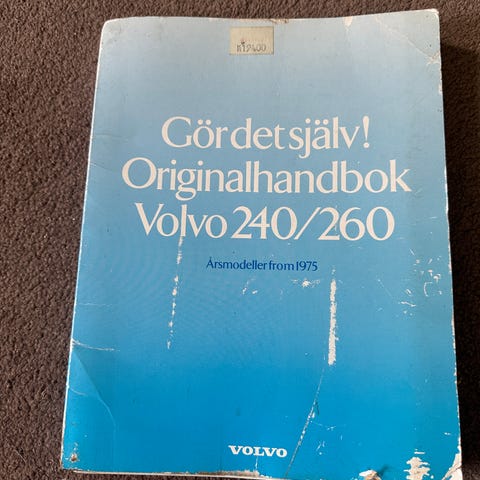 Gör det själv!
Originalhandbok
Volvo 240/260
Årsmodeller from 1975
VOLVO